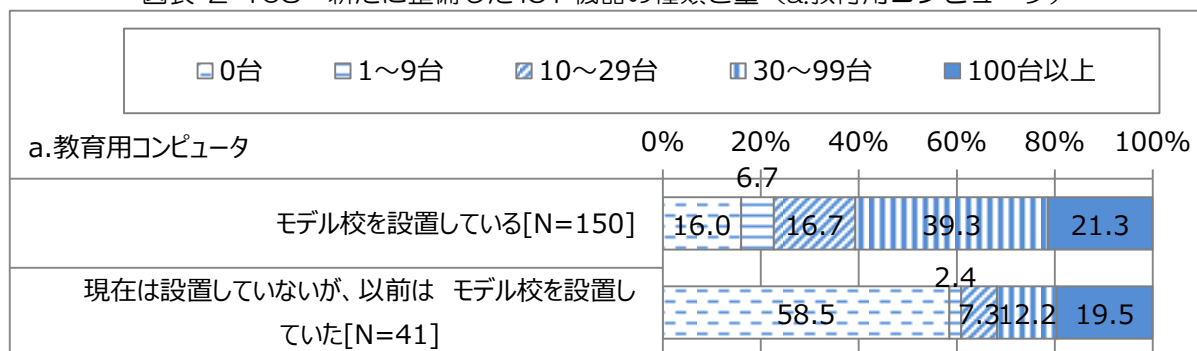 0台 1～9台 10～29台 30～99台 100台以上
a.教育用コンピュータ 0% 20% 40% 60% 80% 100%
6.7
モデル校を設置している[N=150] 16.0 16.7 39.3 21.3
2.4
現在は設置していないが、以前は モデル校を設置し
ていた[N=41] 58.5 7.3 12.2 19.5